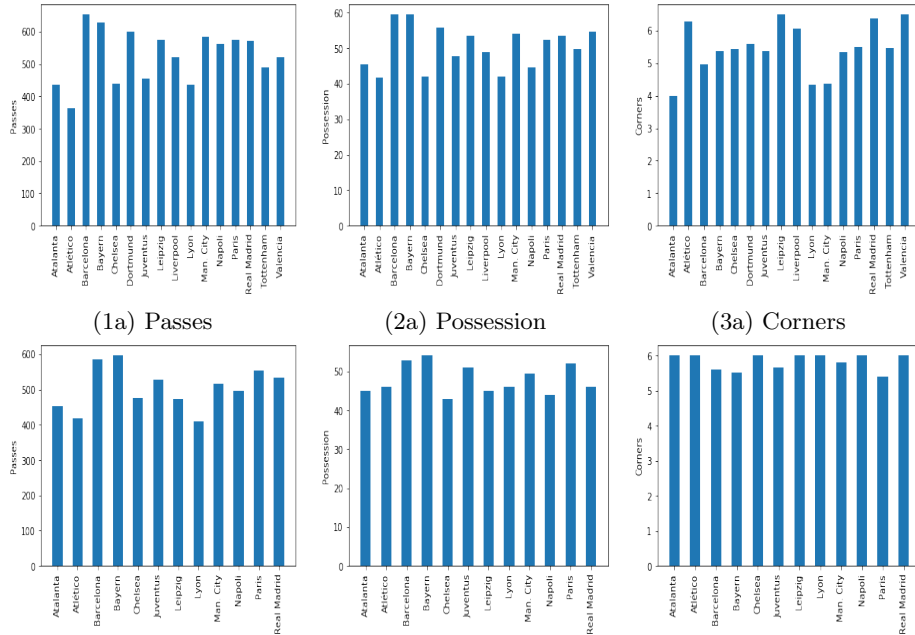 Passes
600
500
400
300
200
100
0
Atalanta
Atlético
Barcelona
Bayern
Chelsea
Dortmund
Juventus
Leipzig
Liverpool
Lyon
Man. City
Napoli
Paris
Real Madrid
Tottenham
Valencia
(1a) Passes
Possession
60
50
40
30
20
10
0
Atalanta
Atlético
Barcelona
Bayern
Chelsea
Dortmund
Juventus
Leipzig
Liverpool
Lyon
Man. City
Napoli
Paris
Real Madrid
Tottenham
Valencia
(2a) Possession
Corners
6
5
4
3
2
1
0
Atalanta
Atlético
Barcelona
Bayern
Chelsea
Dortmund
Juventus
Leipzig
Liverpool
Lyon
Man. City
Napoli
Paris
Real Madrid
Tottenham
Valencia
(3a) Corners
Passes
600
500
400
300
200
100
0
Atalanta
Atlético
Barcelona
Bayern
Chelsea
Juventus
Leipzig
Lyon
Man. City
Napoli
Paris
Real Madrid
Possession
50
40
30
20
10
0
Atalanta
Atlético
Barcelona
Bayern
Chelsea
Juventus
Leipzig
Lyon
Man. City
Napoli
Paris
Real Madrid
Corners
6
5
4
3
2
1
0
Atalanta
Atlético
Barcelona
Bayern
Chelsea
Juventus
Leipzig
Lyon
Man. City
Napoli
Paris
Real Madrid